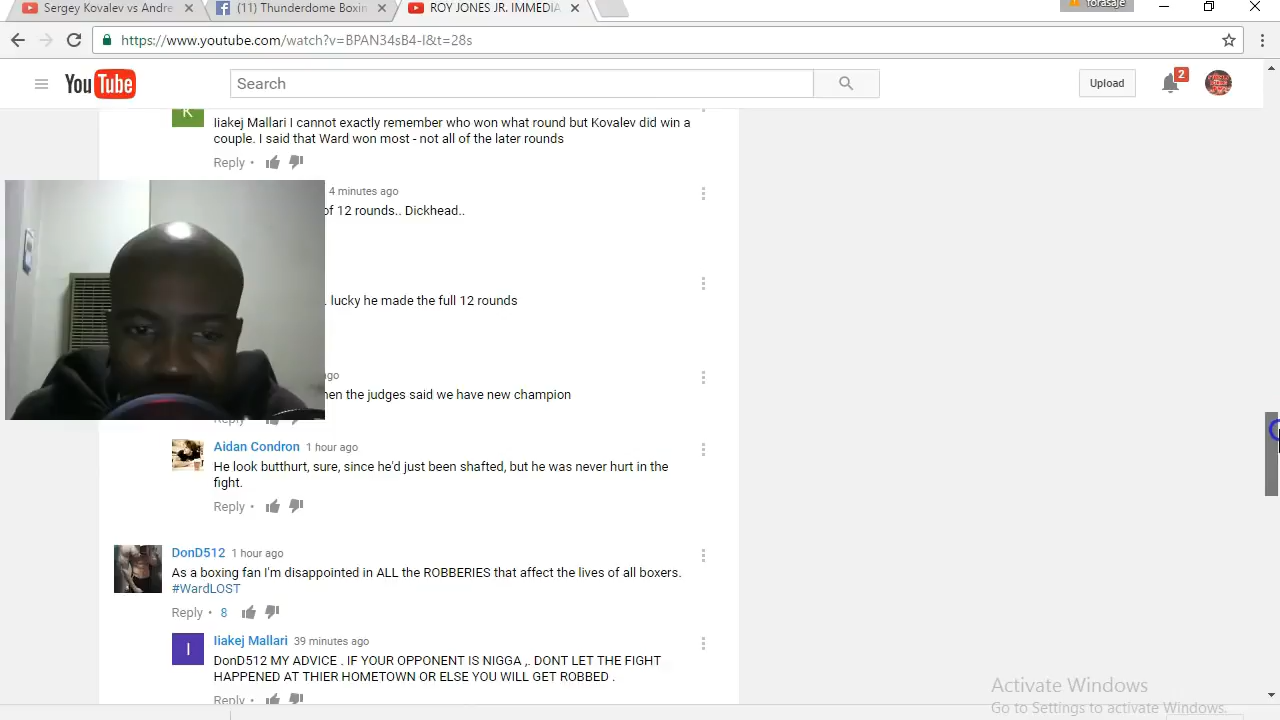 Sergey Kovalev vs Andre
(11) Thunderdome Boxin
ROY JONES JR. IMMEDIA
forasaje
https://www.youtube.com/watch?v=BPAN34sB4-I&t=28s
YouTube
Search
Upload
2
K
Iiakej Mallari I cannot exactly remember who won what round but Kovalev did win a
couple. I said that Ward won most - not all of the later rounds
Reply •
4 minutes ago
of 12 rounds.. Dickhead..
. lucky he made the full 12 rounds
ago
hen the judges said we have new champion
Reply •
Aidan Condron 1 hour ago
He look butthurt, sure, since he'd just been shafted, but he was never hurt in the
fight.
Reply •
DonD512 1 hour ago
As a boxing fan I'm disappointed in ALL the ROBBERIES that affect the lives of all boxers.
#WardLOST
Reply • 8
I
Iiakej Mallari 39 minutes ago
DonD512 MY ADVICE . IF YOUR OPPONENT IS NIGGA ,. DONT LET THE FIGHT
HAPPENED AT THIER HOMETOWN OR ELSE YOU WILL GET ROBBED .
Reply •
Activate Windows
Go to Settings to activate Windows.